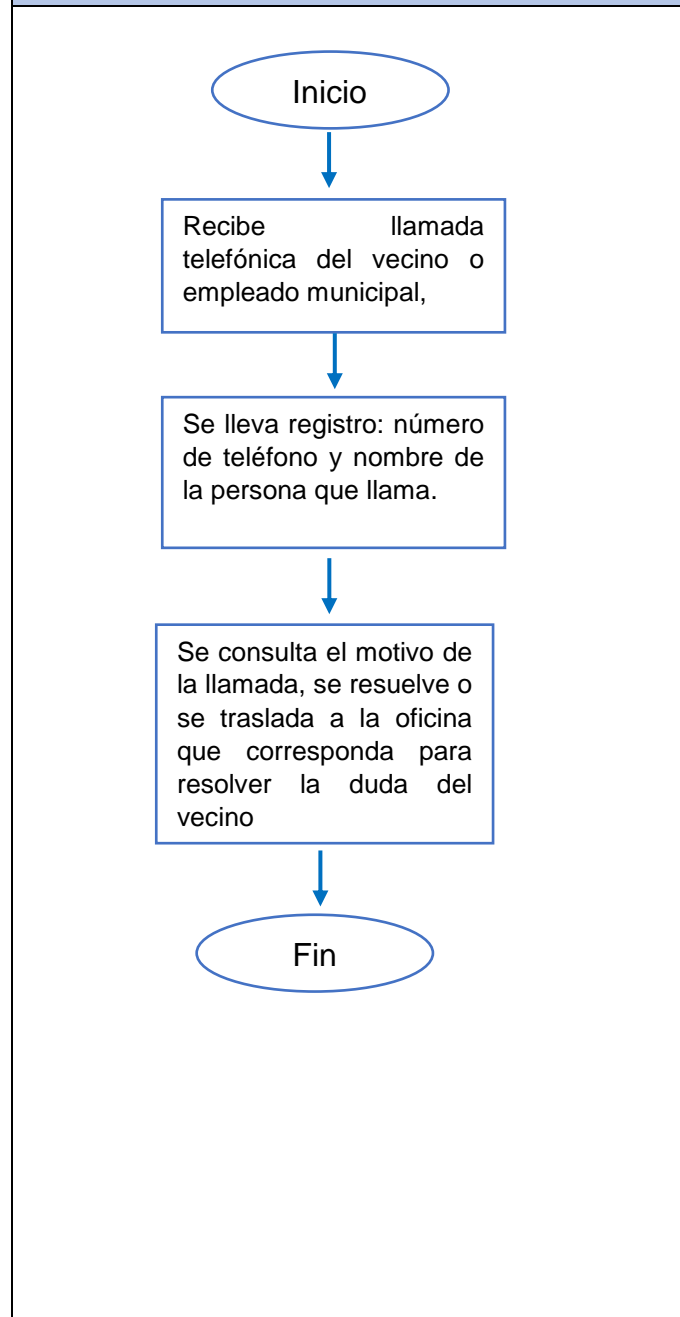 Inicio
Recibe llamada
telefónica del vecino o
empleado municipal,
Se lleva registro: número
de teléfono y nombre de
la persona que llama.
Se consulta el motivo de
la llamada, se resuelve o
se traslada a la oficina
que corresponda para
resolver la duda del
vecino
Fin